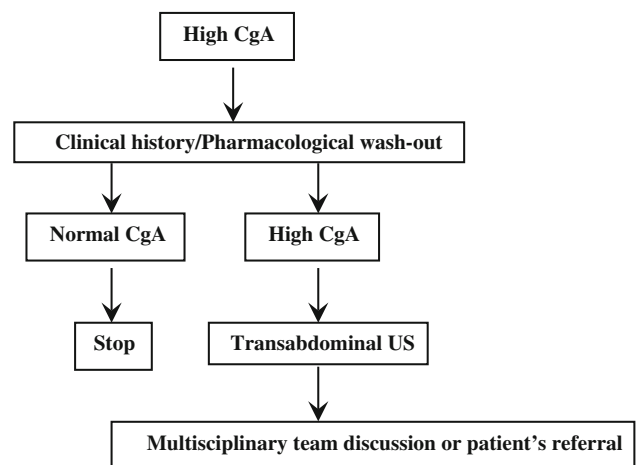 High CgA
Clinical history/Pharmacological wash-out
Normal CgA
High CgA
Stop
Transabdominal US
Multisciplinary team discussion or patient's referral